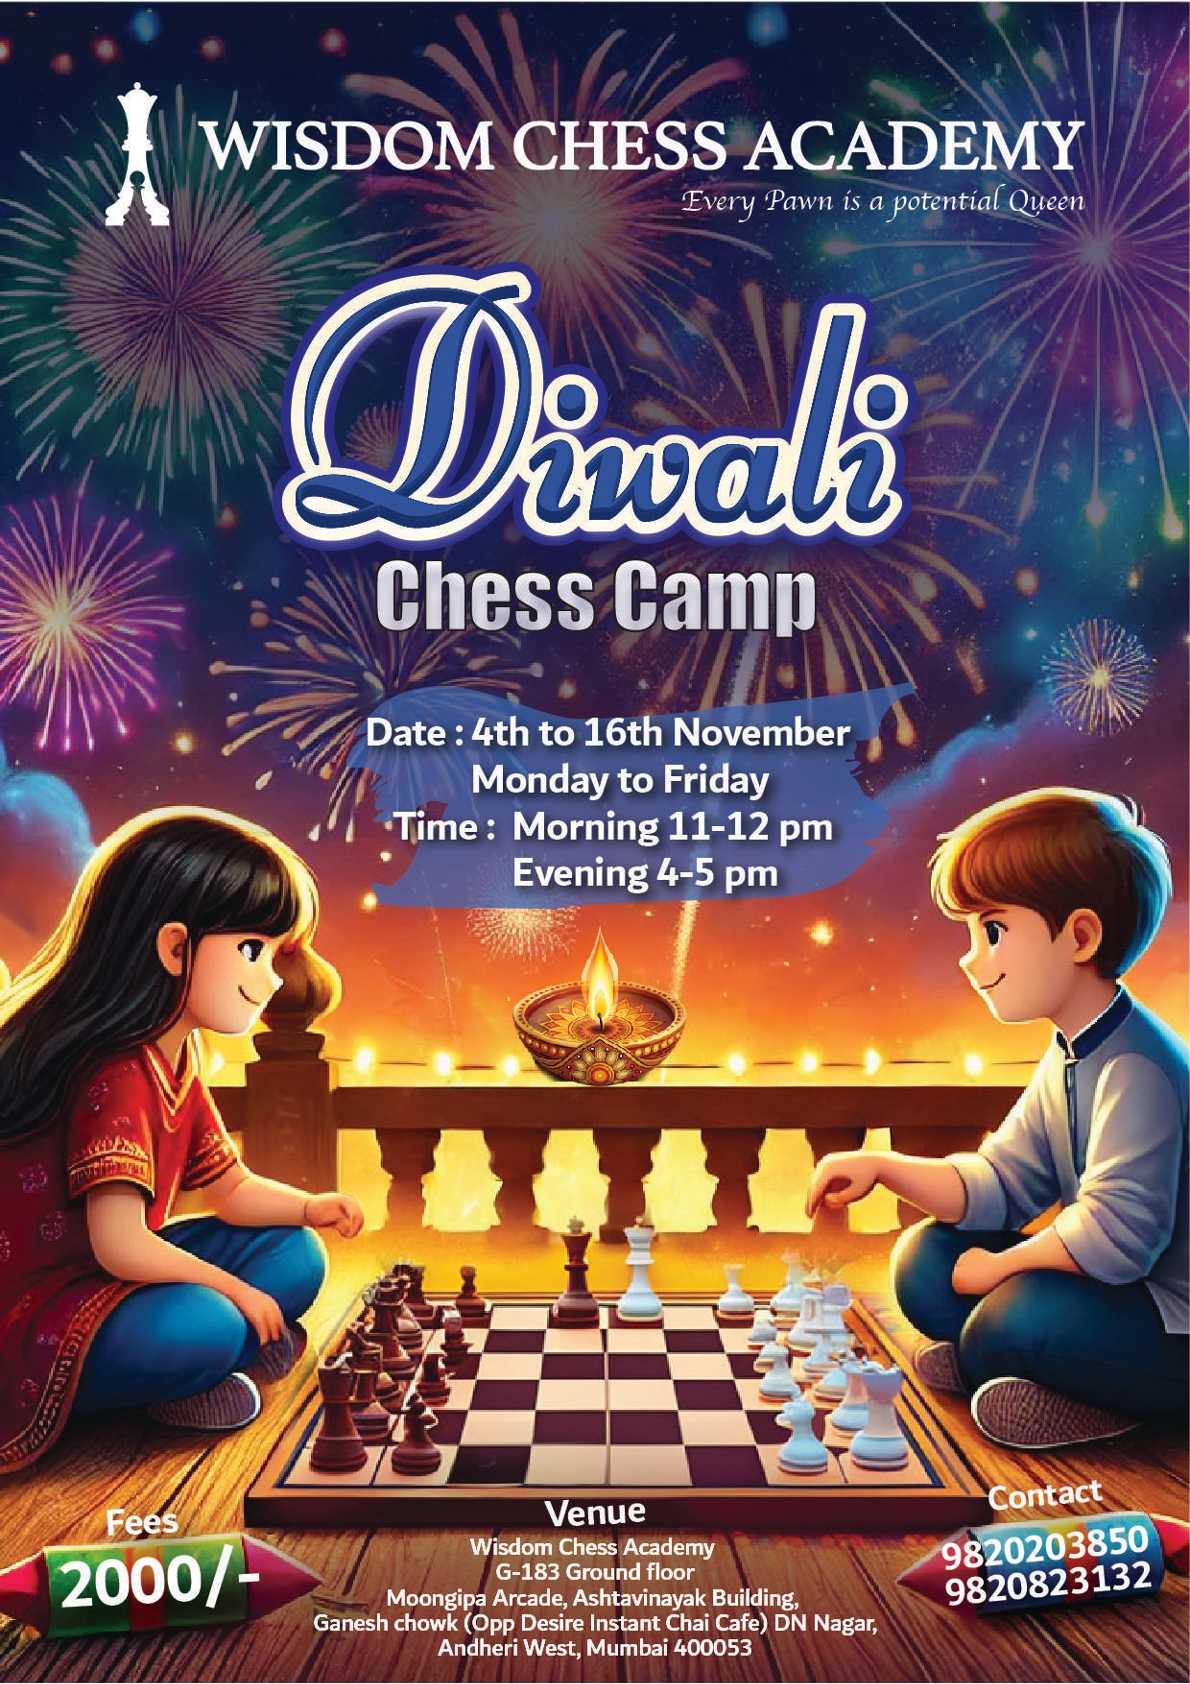 WISDOM CHESS ACADEMY
Every Pawn is a potential Queen
Diwali
Chess Camp
Date : 4th to 16th November
Monday to Friday
Time : Morning 11-12 pm
Evening 4-5 pm
Fees
2000/-
Venue
Wisdom Chess Academy
G-183 Ground floor
Moongipa Arcade, Ashtavinayak Building,
Ganesh chowk (Opp Desire Instant Chai Cafe) DN Nagar,
Andheri West, Mumbai 400053
Contact
9820203850
9820823132